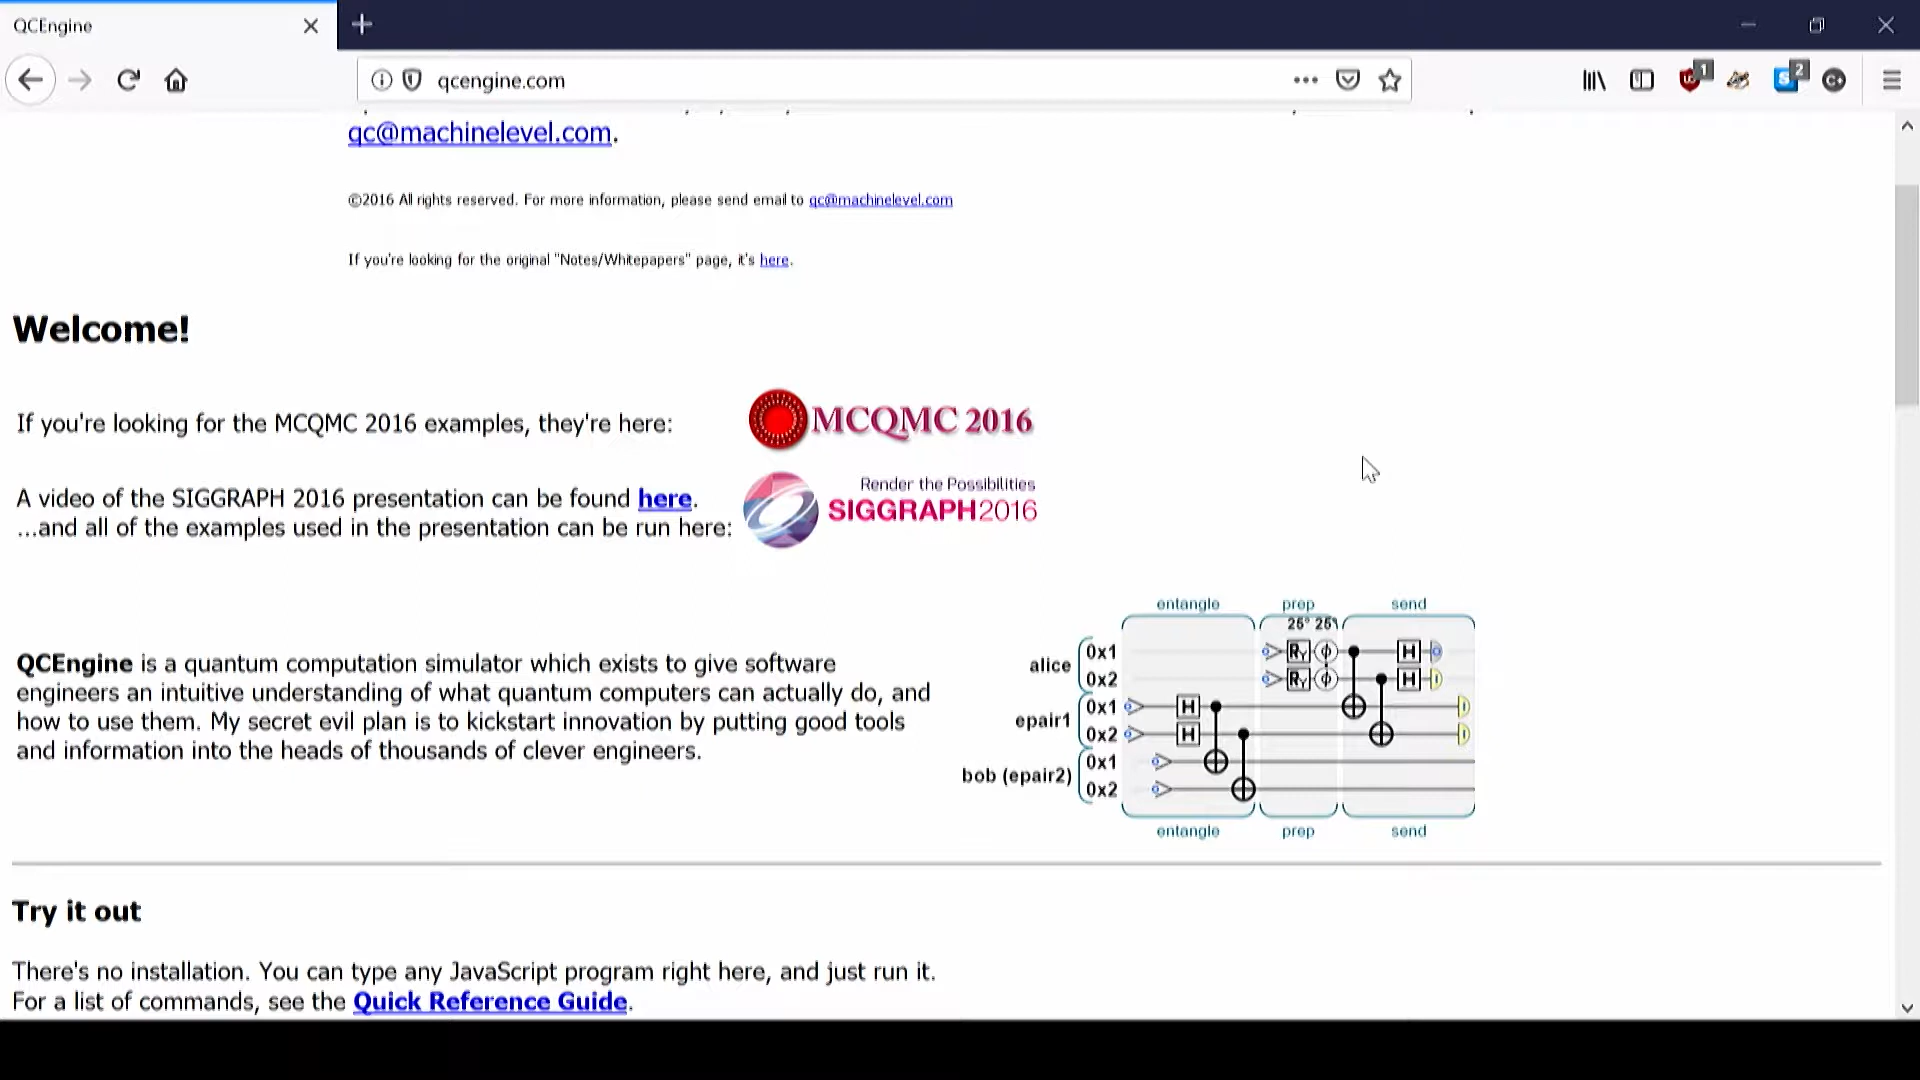 QCEngine
qcengine.com
1
2
qc@machinelevel.com.
©2016 All rights reserved. For more information, please send email to qc@machinelevel.com
If you're looking for the original "Notes/Whitepapers" page, it's here.
Welcome!
If you're looking for the MCQMC 2016 examples, they're here:
MCQMC 2016
A video of the SIGGRAPH 2016 presentation can be found here.
...and all of the examples used in the presentation can be run here:
Render the Possibilities
SIGGRAPH2016
QCEngine is a quantum computation simulator which exists to give software
engineers an intuitive understanding of what quantum computers can actually do, and
how to use them. My secret evil plan is to kickstart innovation by putting good tools
and information into the heads of thousands of clever engineers.
entangle prep send
25° 25°
alice 0x1 RY ϕ H
0x2 RY ϕ H
epair1 0x1 H
0x2 H
bob (epair2) 0x1
0x2
entangle prep send
Try it out
There's no installation. You can type any JavaScript program right here, and just run it.
For a list of commands, see the Quick Reference Guide.